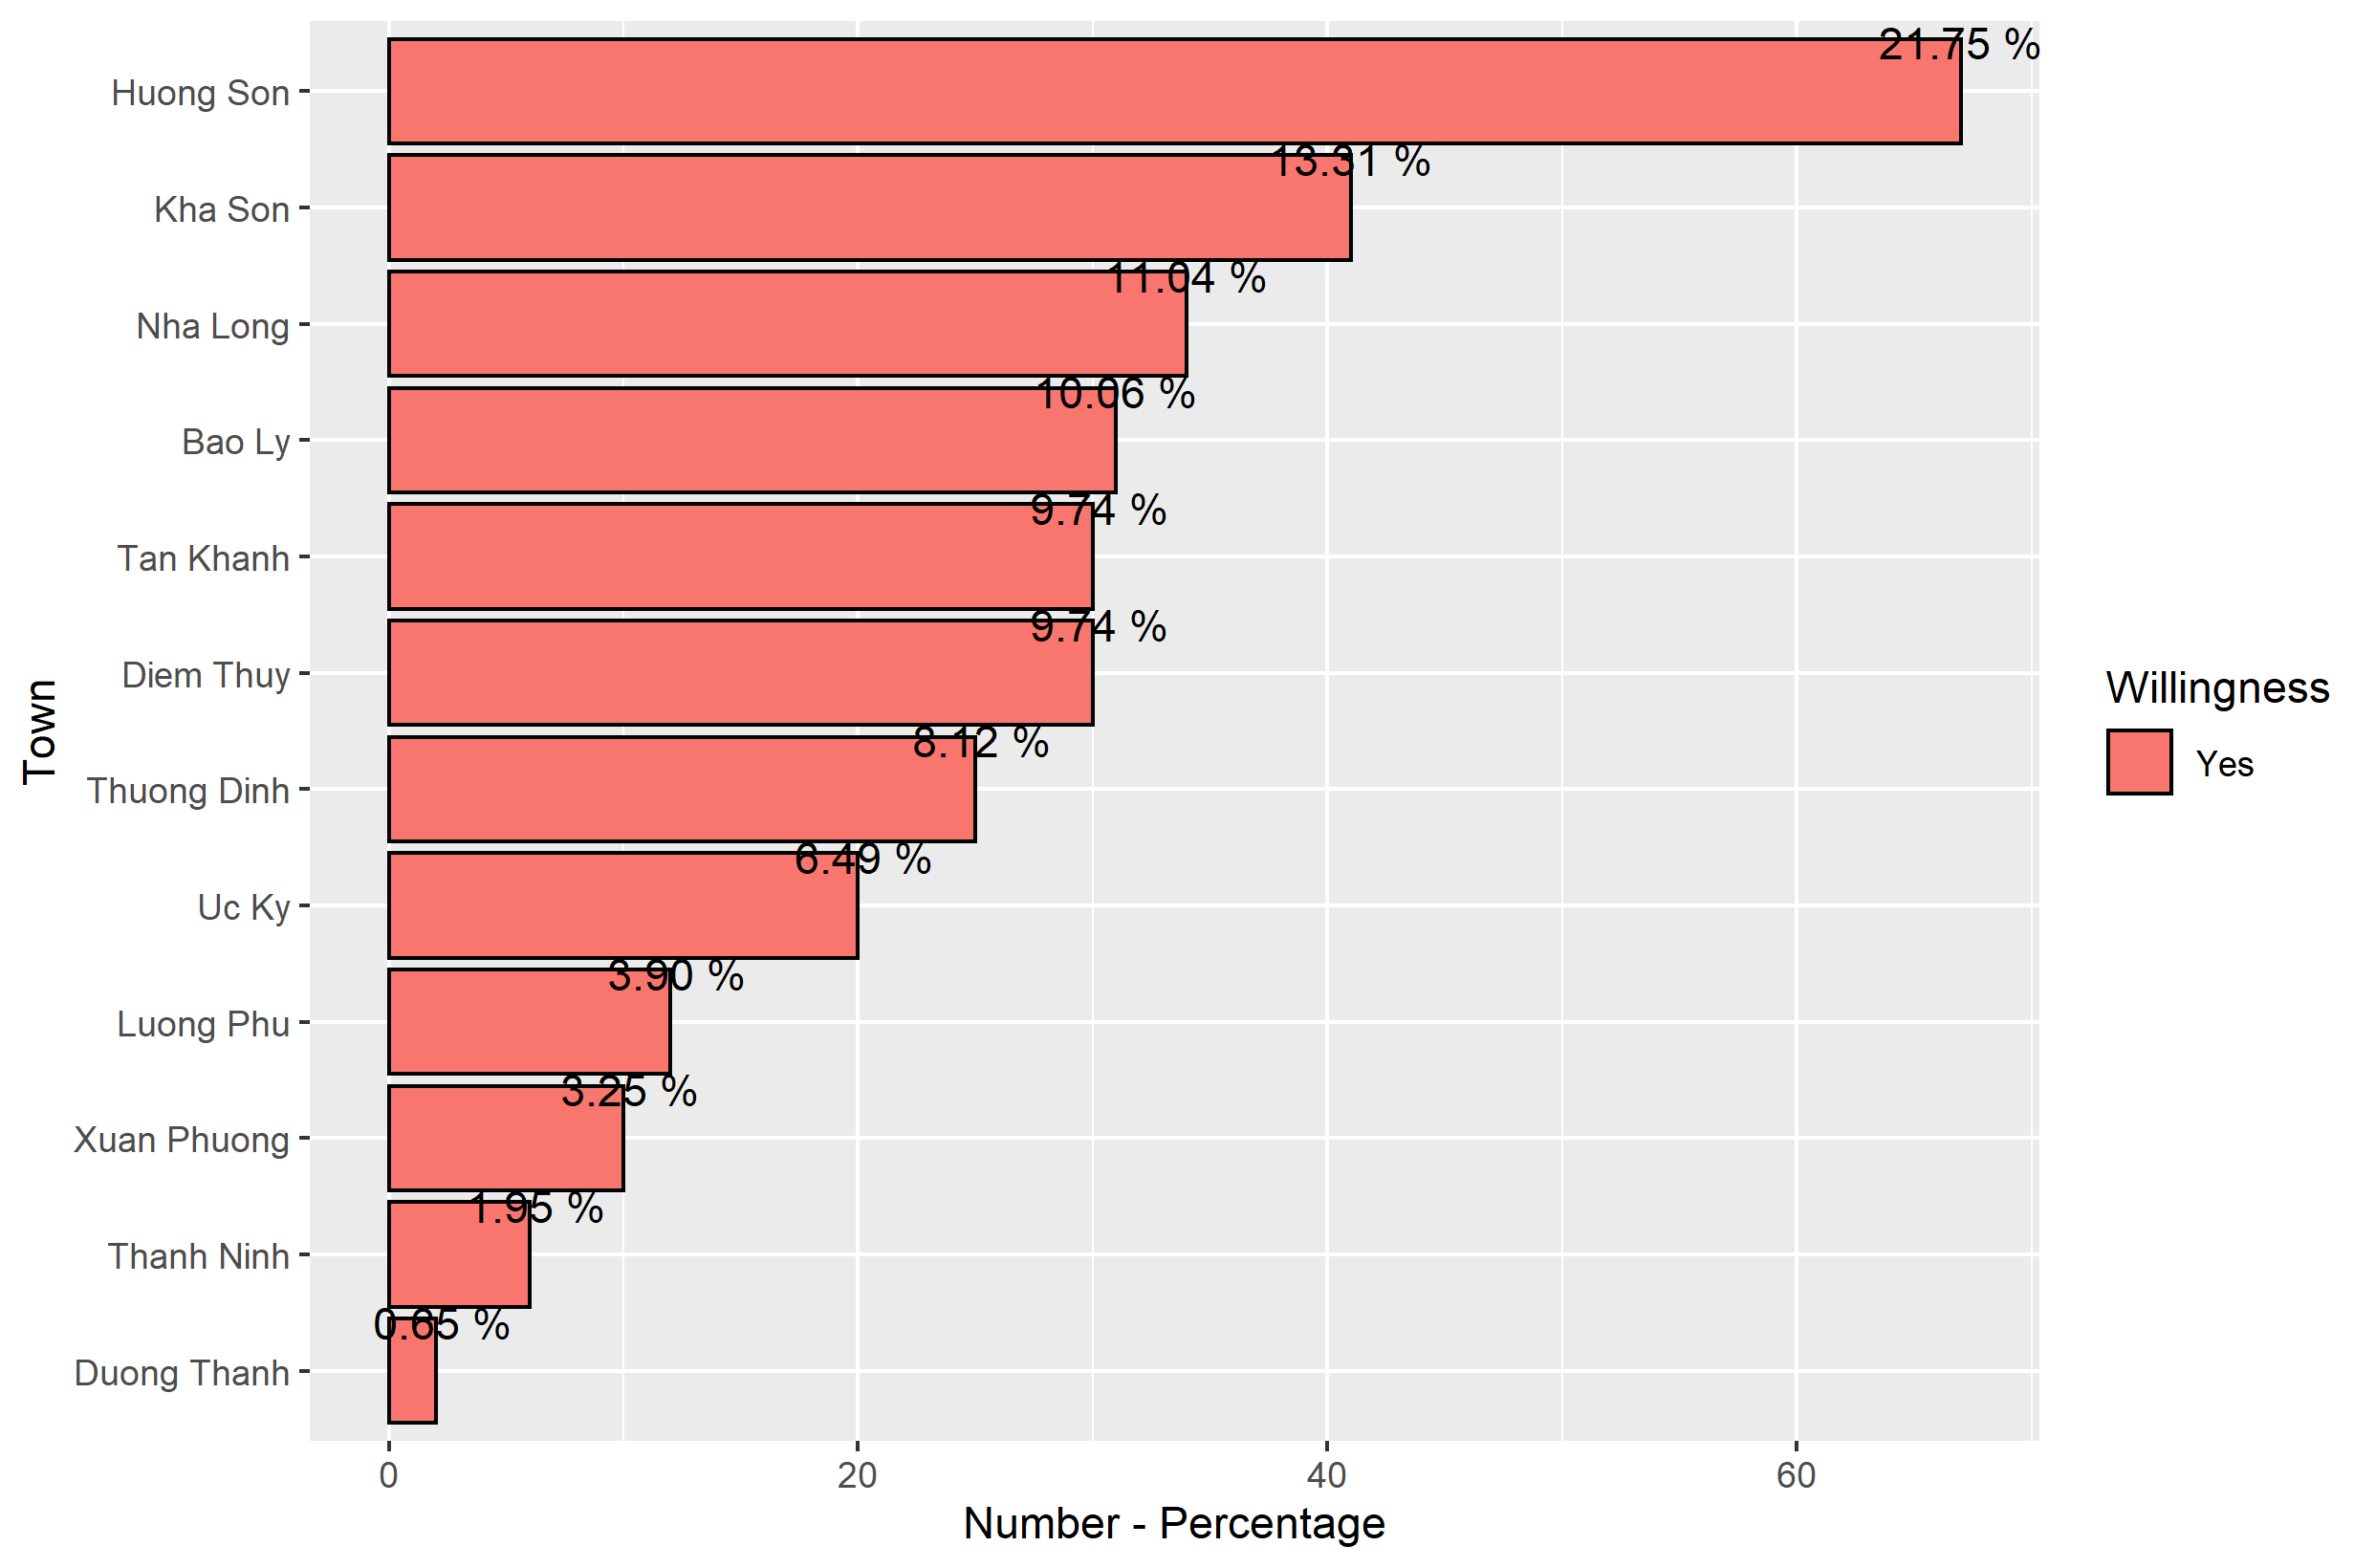 Huong Son
21.75 %
Kha Son
13.31 %
Nha Long
11.04 %
Bao Ly
10.06 %
Tan Khanh
9.74 %
Diem Thuy
9.74 %
Thuong Dinh
8.12 %
Uc Ky
6.49 %
Luong Phu
3.90 %
Xuan Phuong
3.25 %
Thanh Ninh
1.95 %
Duong Thanh
0.65 %
Town
0
20
40
60
Number - Percentage
Willingness
Yes